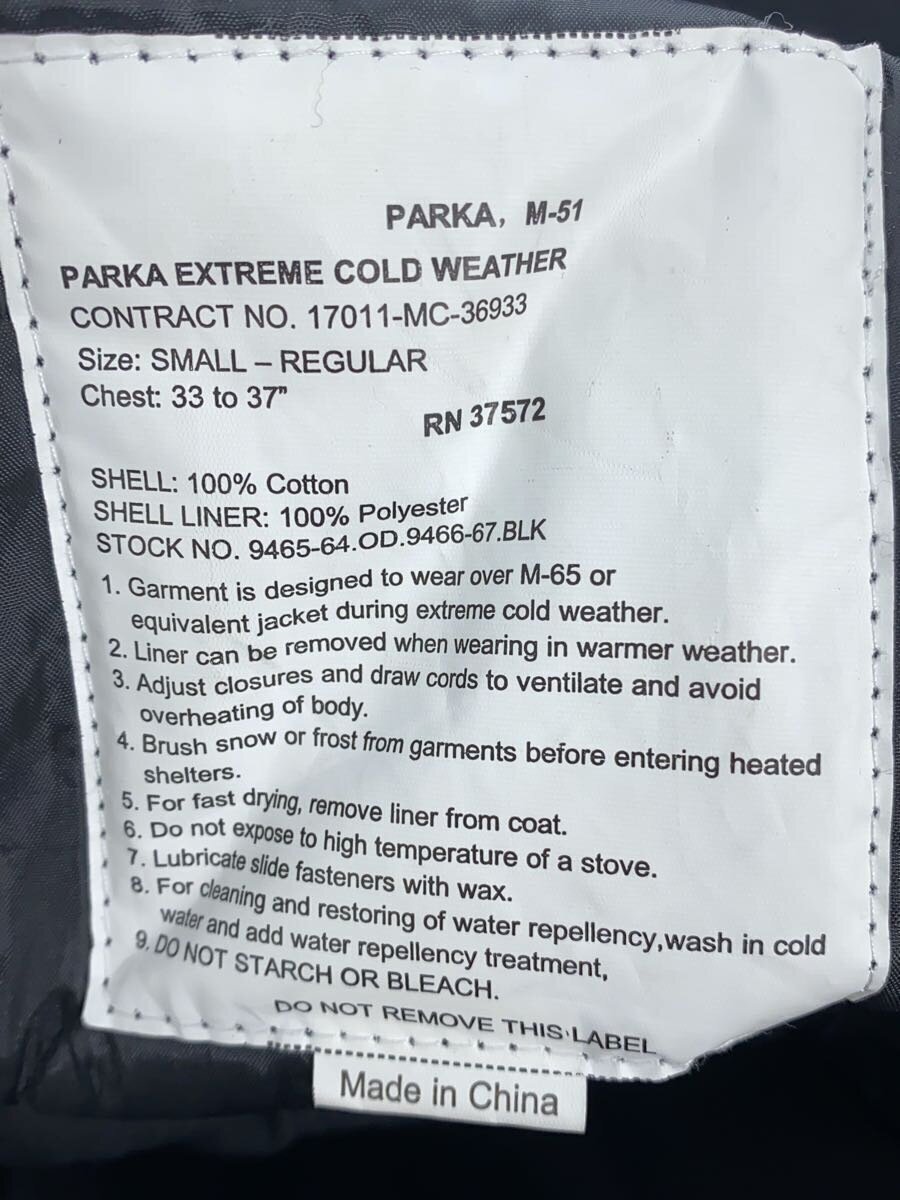 PARKA, M-51
PARKA EXTREME COLD WEATHER
CONTRACT NO. 17011-MC-36933
Size: SMALL – REGULAR
Chest: 33 to 37"
RN 37572
SHELL: 100% Cotton
SHELL LINER: 100% Polyester
STOCK NO. 9465-64.OD.9466-67.BLK
1. Garment is designed to wear over M-65 or
equivalent jacket during extreme cold weather.
2. Liner can be removed when wearing in warmer weather.
3. Adjust closures and draw cords to ventilate and avoid
overheating of body.
4. Brush snow or frost from garments before entering heated
shelters.
5. For fast drying, remove liner from coat.
6. Do not expose to high temperature of a stove.
7. Lubricate slide fasteners with wax.
8. For cleaning and restoring of water repellency,wash in cold
water and add water repellency treatment,
9. DO NOT STARCH OR BLEACH.
DO NOT REMOVE THIS LABEL
Made in China